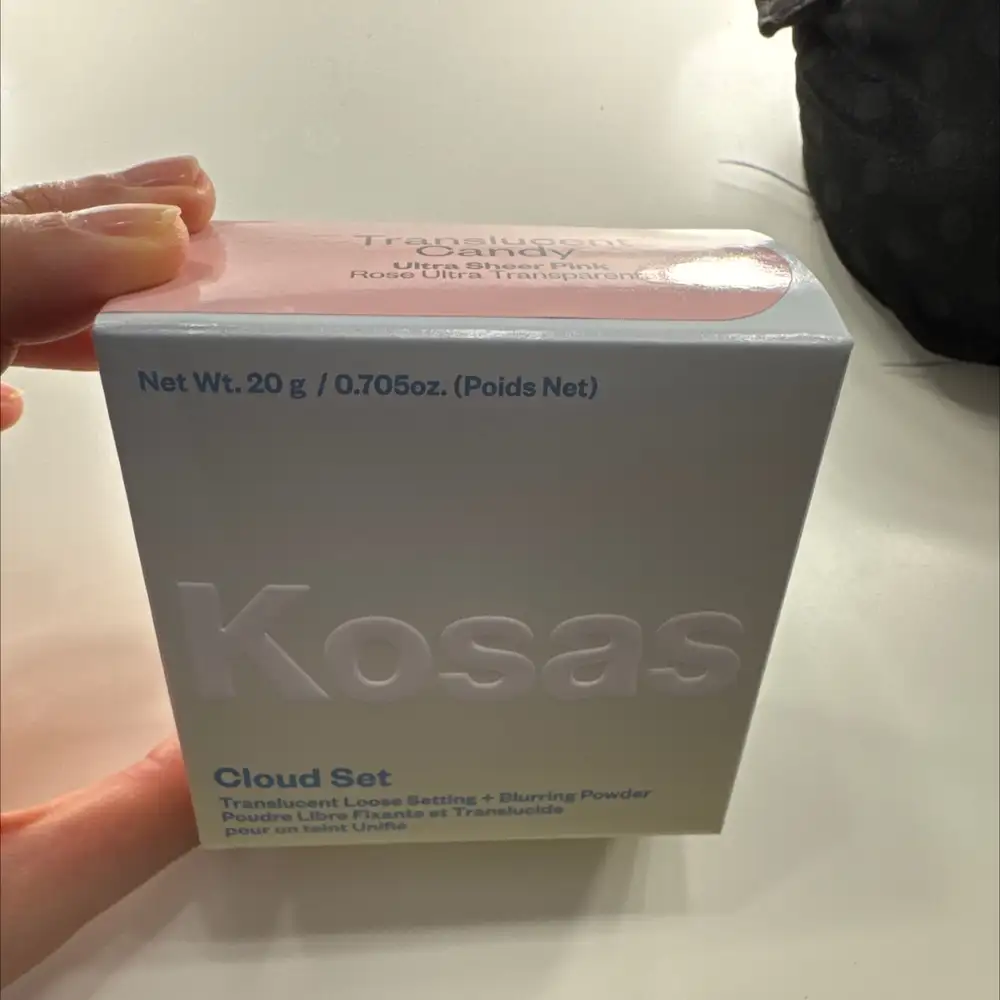 Translucent
Candy
Ultra Sheer Pink
Rose Ultra Transparent
Net Wt. 20 g / 0.705oz. (Poids Net)
Kosas
Cloud Set
Translucent Loose Setting + Blurring Powder
Poudre Libre Fixante et Translucide
pour un teint Unifié